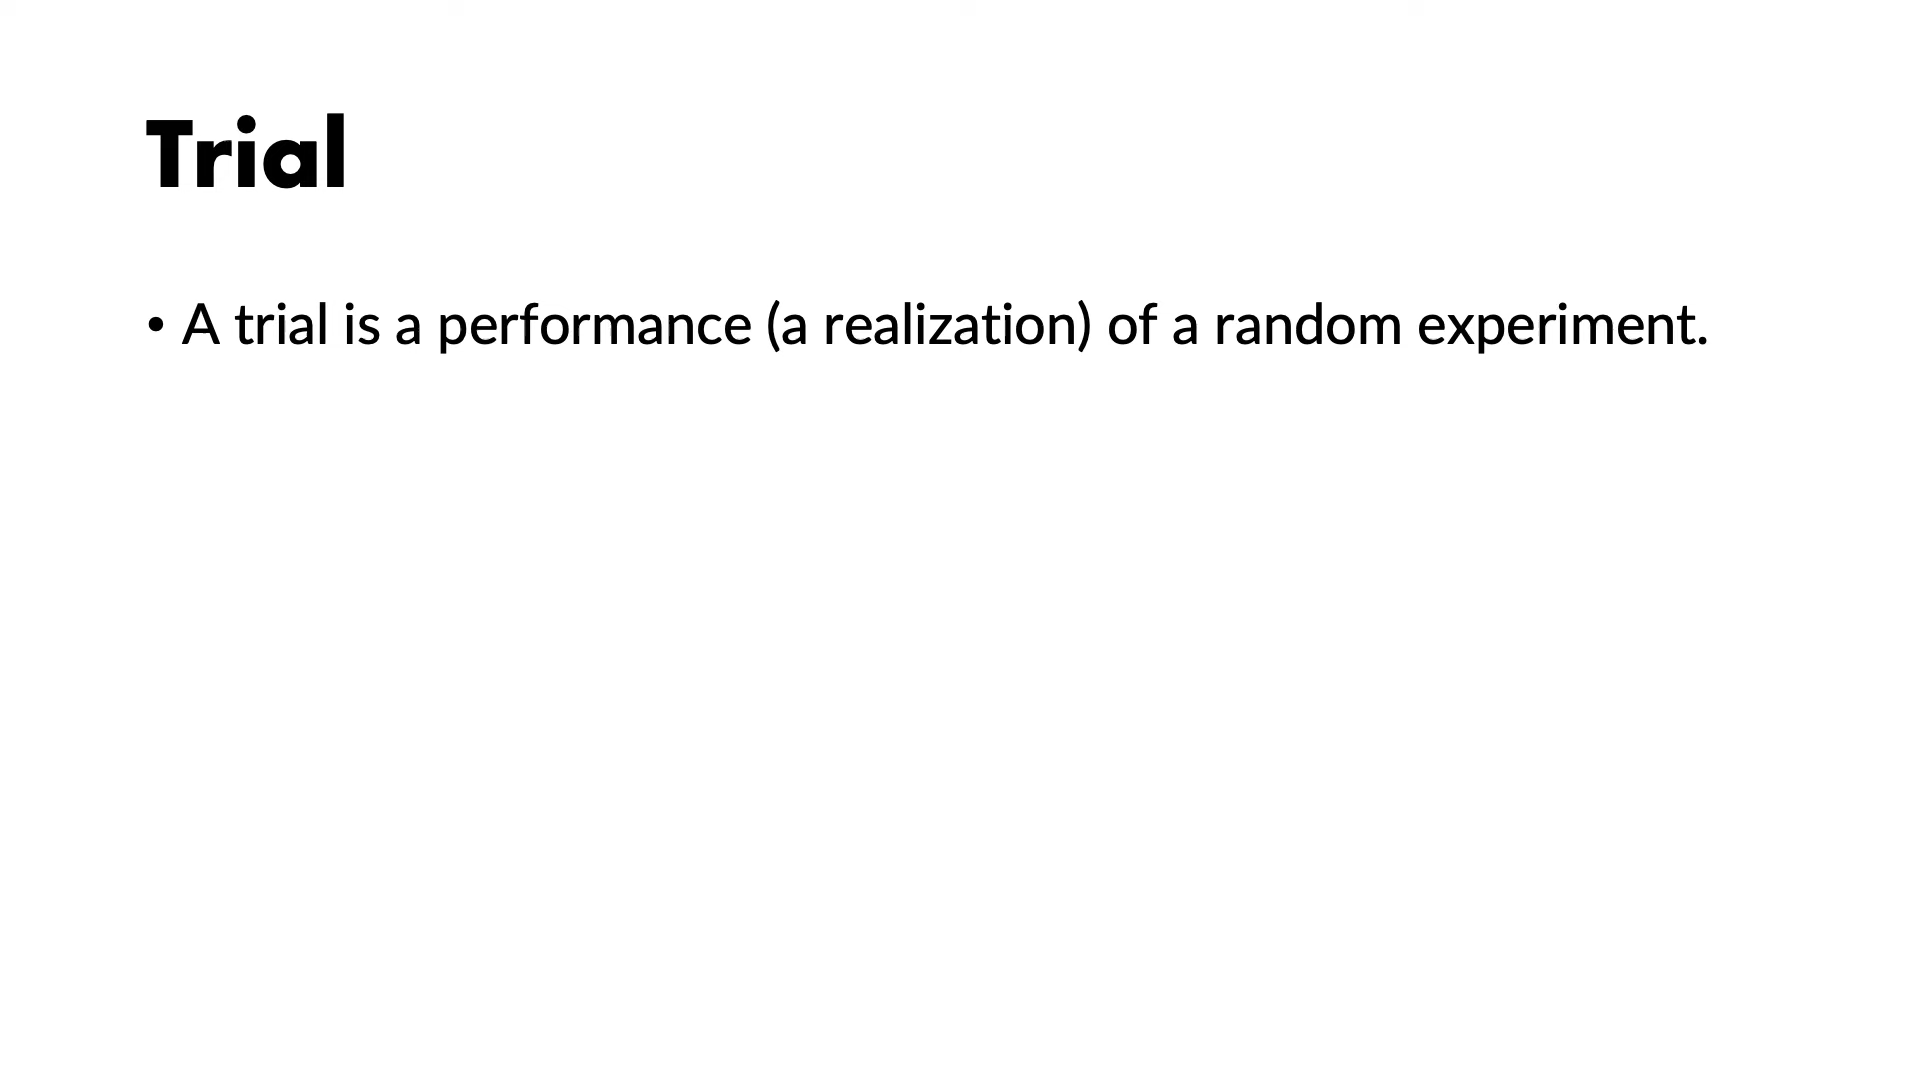 Trial
• A trial is a performance (a realization) of a random experiment.